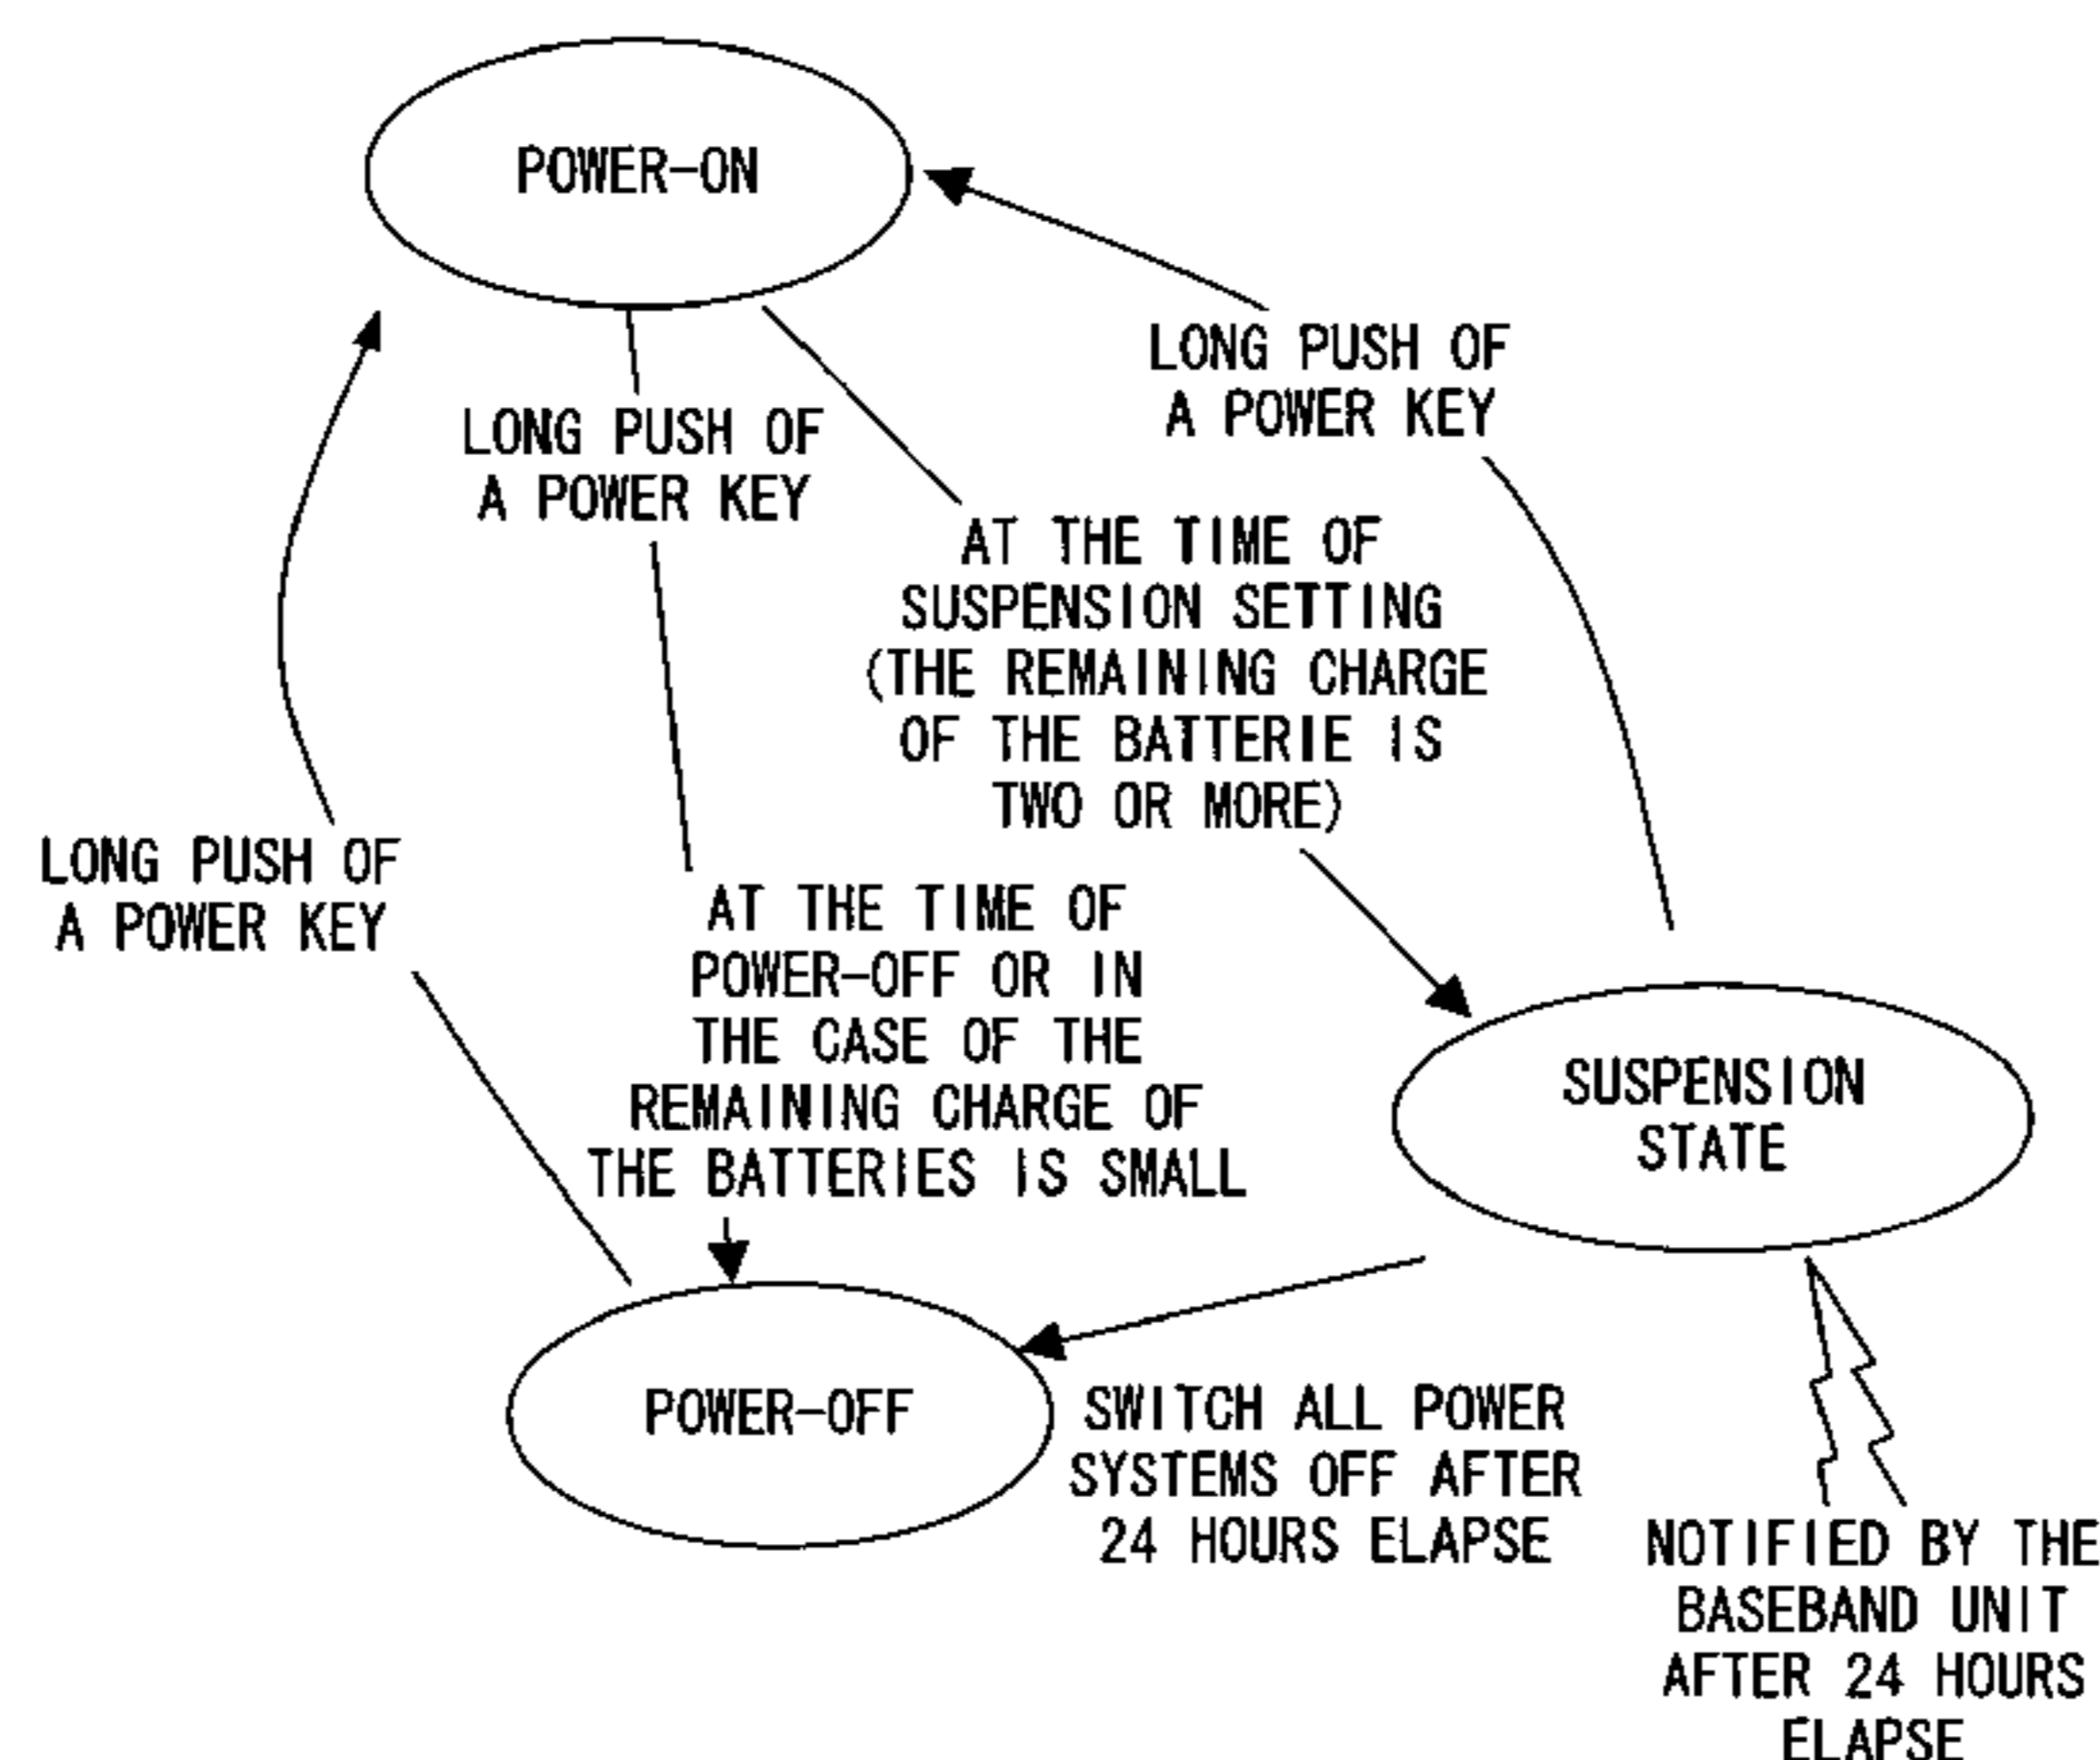 POWER-ON
LONG PUSH OF
A POWER KEY
LONG PUSH OF
A POWER KEY
AT THE TIME OF
SUSPENSION SETTING
(THE REMAINING CHARGE
OF THE BATTERIE IS
TWO OR MORE)
LONG PUSH OF
A POWER KEY
AT THE TIME OF
POWER-OFF OR IN
THE CASE OF THE
REMAINING CHARGE OF
THE BATTERIES IS SMALL
SUSPENSION
STATE
POWER-OFF
SWITCH ALL POWER
SYSTEMS OFF AFTER
24 HOURS ELAPSE
NOTIFIED BY THE
BASEBAND UNIT
AFTER 24 HOURS
ELAPSE